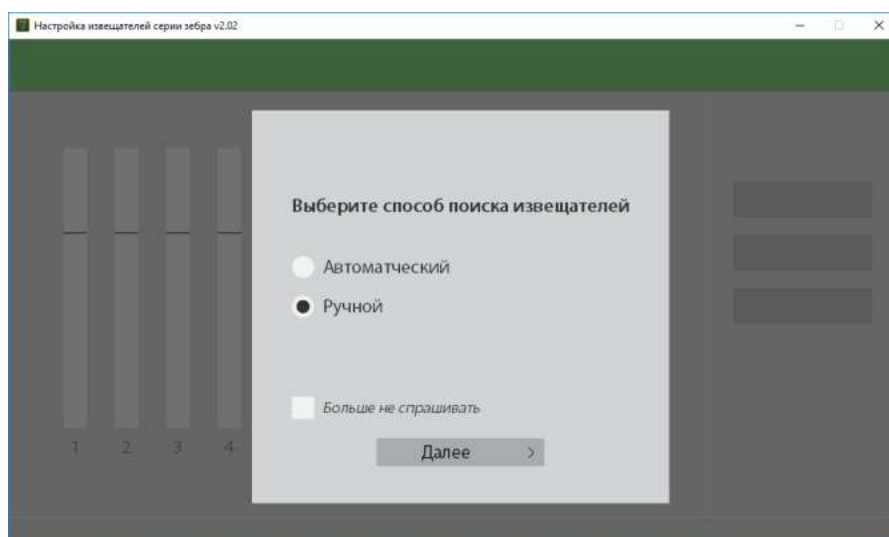 Настройка извещателей серии зебра v2.02
Выберите способ поиска извещателей
Автоматческий
Ручной
Больше не спрашивать
Далее >
1 2 3 4